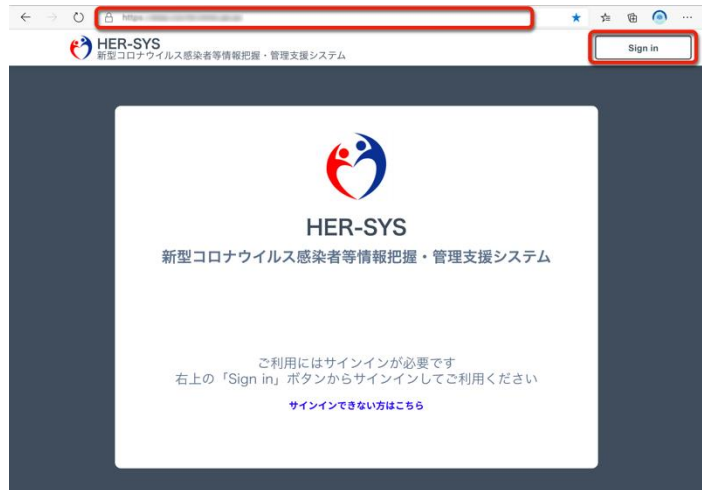 https
HER-SYS
新型コロナウイルス感染者等情報把握・管理支援システム
Sign in
HER-SYS
新型コロナウイルス感染者等情報把握・管理支援システム
ご利用にはサインインが必要です
右上の「Sign in」ボタンからサインインしてご利用ください
サインインできない方はこちら